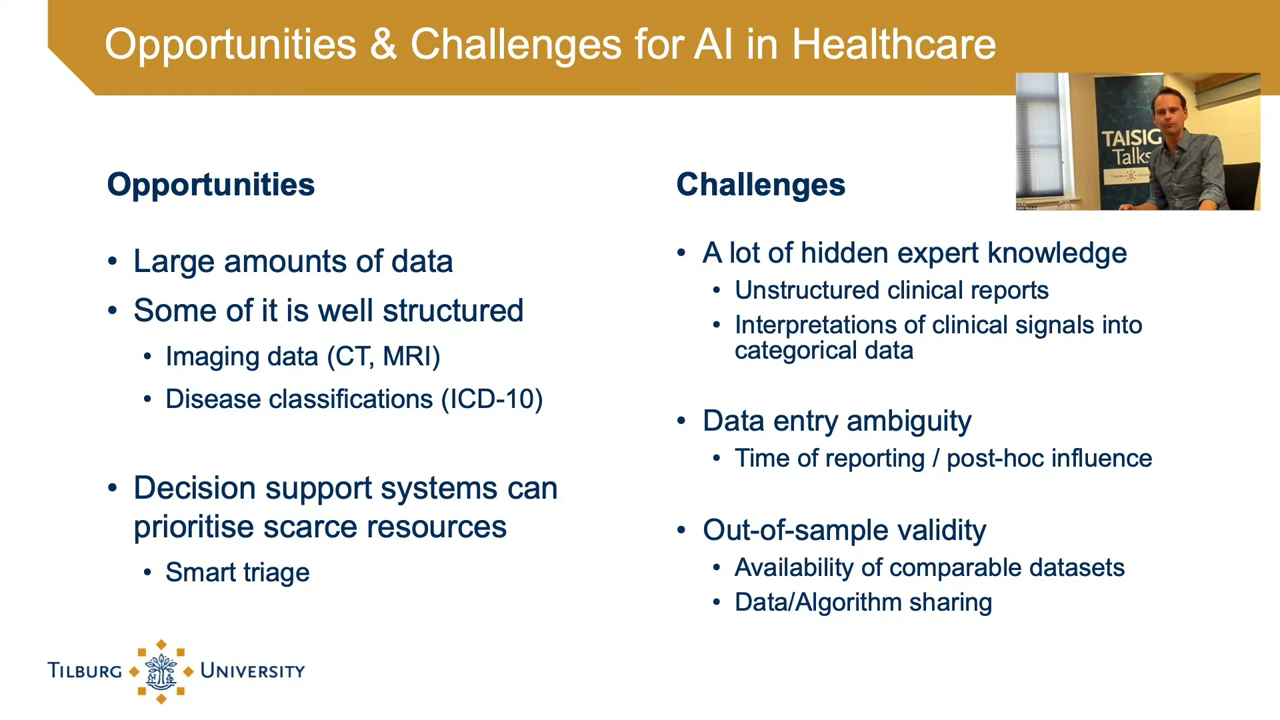 Opportunities & Challenges for AI in Healthcare
TAISIG
Talks
Opportunities
• Large amounts of data
• Some of it is well structured
• Imaging data (CT, MRI)
• Disease classifications (ICD-10)
• Decision support systems can
prioritise scarce resources
• Smart triage
Challenges
• A lot of hidden expert knowledge
• Unstructured clinical reports
• Interpretations of clinical signals into
categorical data
• Data entry ambiguity
• Time of reporting / post-hoc influence
• Out-of-sample validity
• Availability of comparable datasets
• Data/Algorithm sharing
TILBURG UNIVERSITY